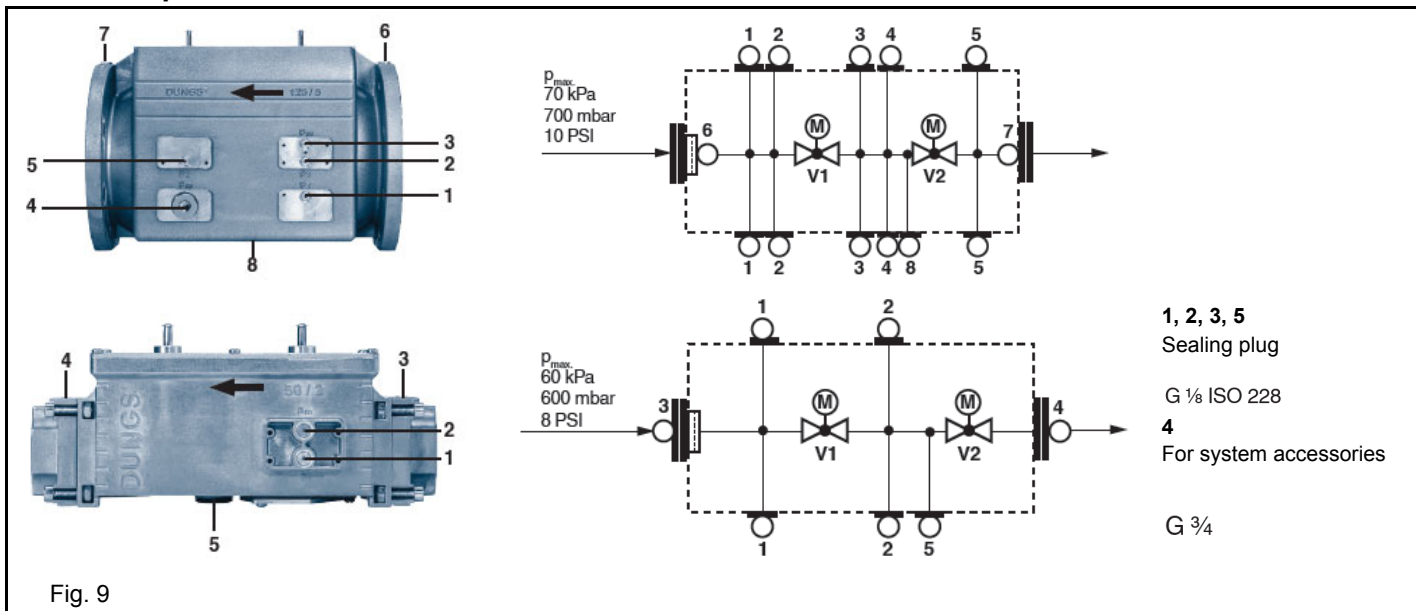 7
6
DUNGS
3
2
5
1
4
8
1 2 3 4 5
pmax.
70 kPa
700 mbar
10 PSI
6
M
M
7
V1
V2
1 2 3 4 8 5
4
3
DUNGS
2
1
5
1 2
pmax.
60 kPa
600 mbar
8 PSI
3
M
M
4
V1
V2
1 2 5
1, 2, 3, 5
Sealing plug
G ⅛ ISO 228
4
For system accessories
G ¾
Fig. 9